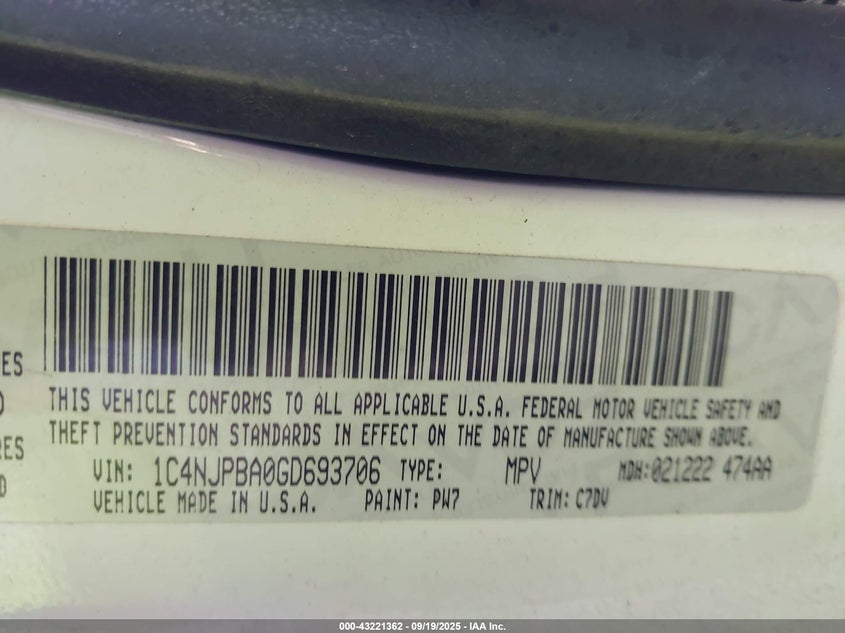 ES
THIS VEHICLE CONFORMS TO ALL APPLICABLE U.S.A. FEDERAL MOTOR VEHICLE SAFETY AND
THEFT PREVENTION STANDARDS IN EFFECT ON THE DATE OF MANUFACTURE SHOWN ABOVE.
RES
VIN: 1C4NJPBA0GD693706 TYPE: MPV MDH: 021222 474AA
D
VEHICLE MADE IN U.S.A. PAINT: PW7 TRIM: C7DV
000-43221362 - 09/19/2025 - IAA Inc.